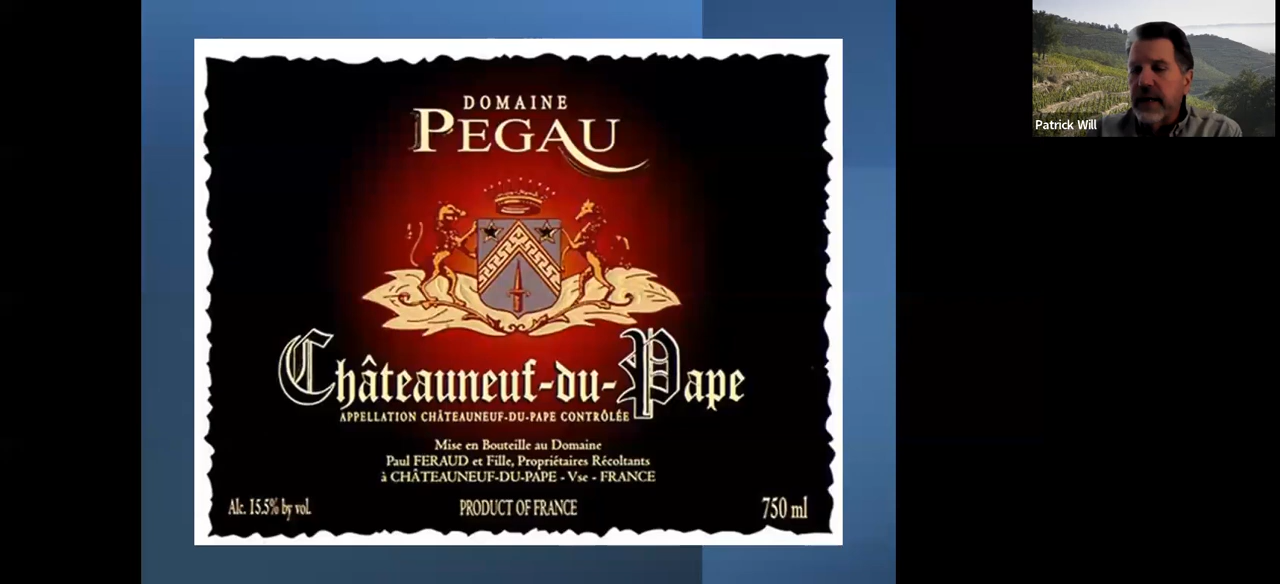 DOMAINE
PEGAU
Châteauneuf-du-Pape
APPELLATION CHÂTEAUNEUF-DU-PAPE CONTRÔLÉE
Mise en Bouteille au Domaine
Paul FERAUD et Fille, Propriétaires Récoltants
à CHÂTEAUNEUF-DU-PAPE - Vse - FRANCE
Alc. 15.5% by vol.
PRODUCT OF FRANCE
750 ml
Patrick Will